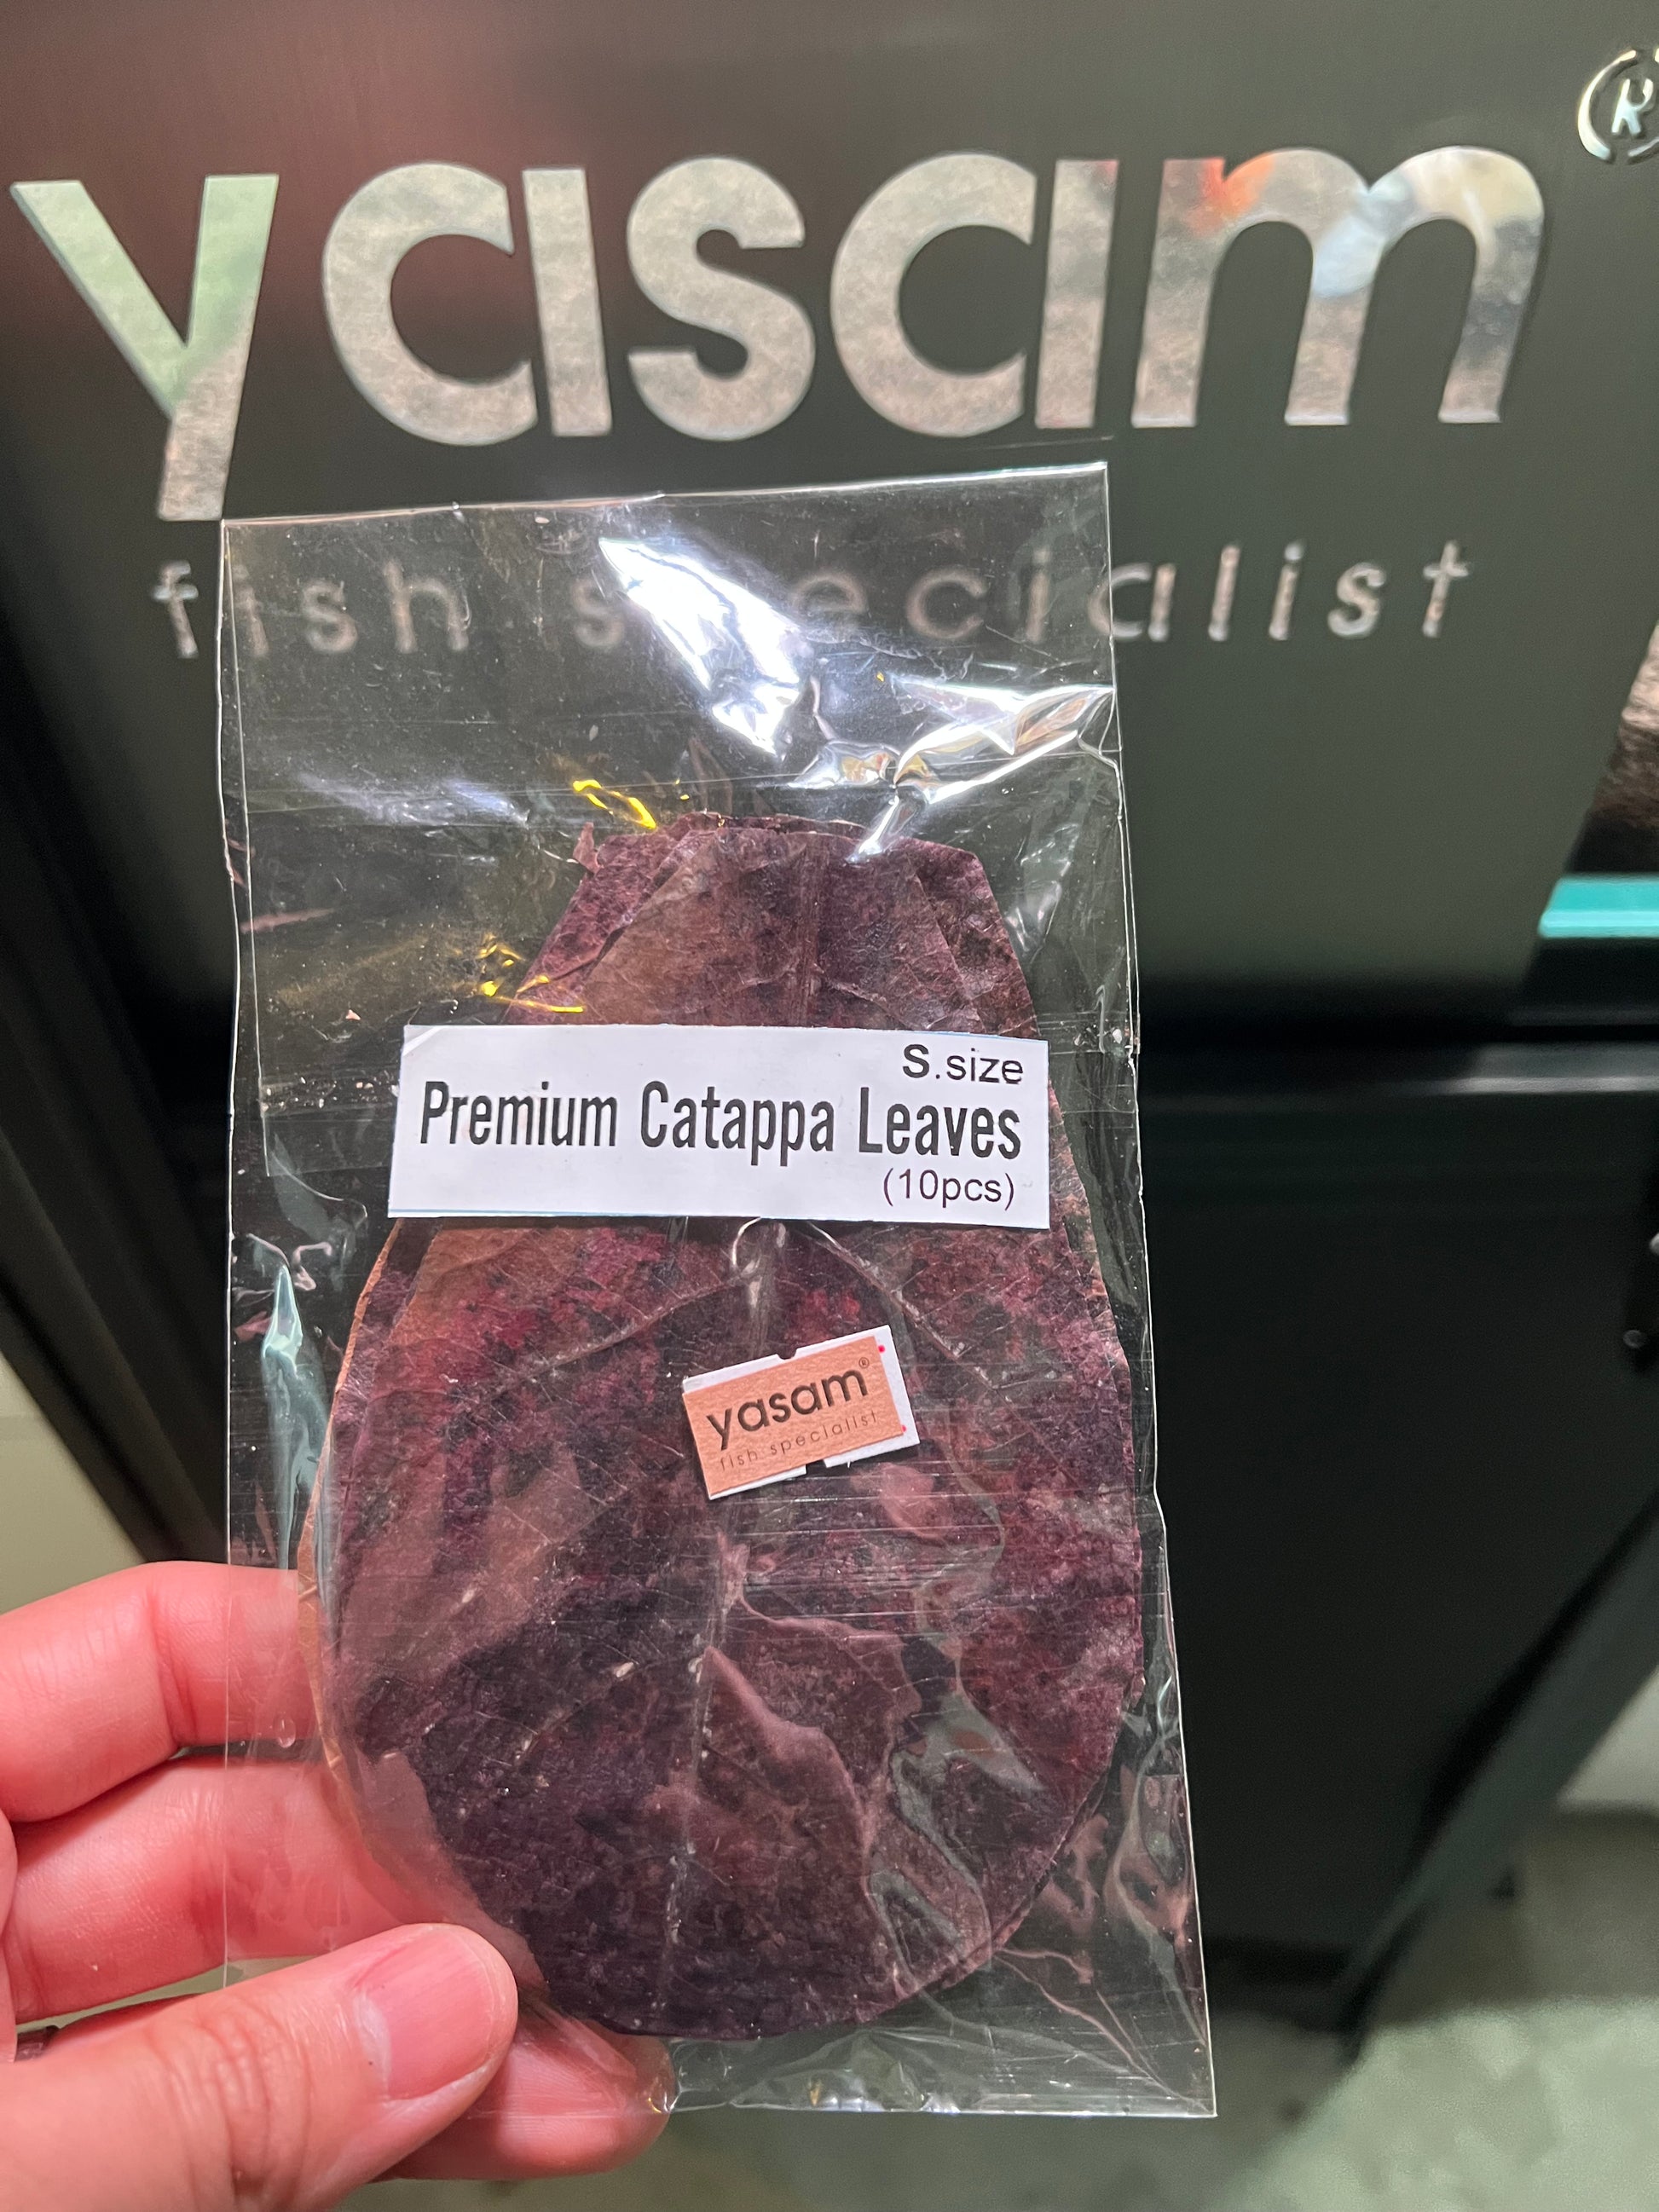 yasam®
fish specialist
S.size
Premium Catappa Leaves
(10pcs)
yasam®
fish specialist